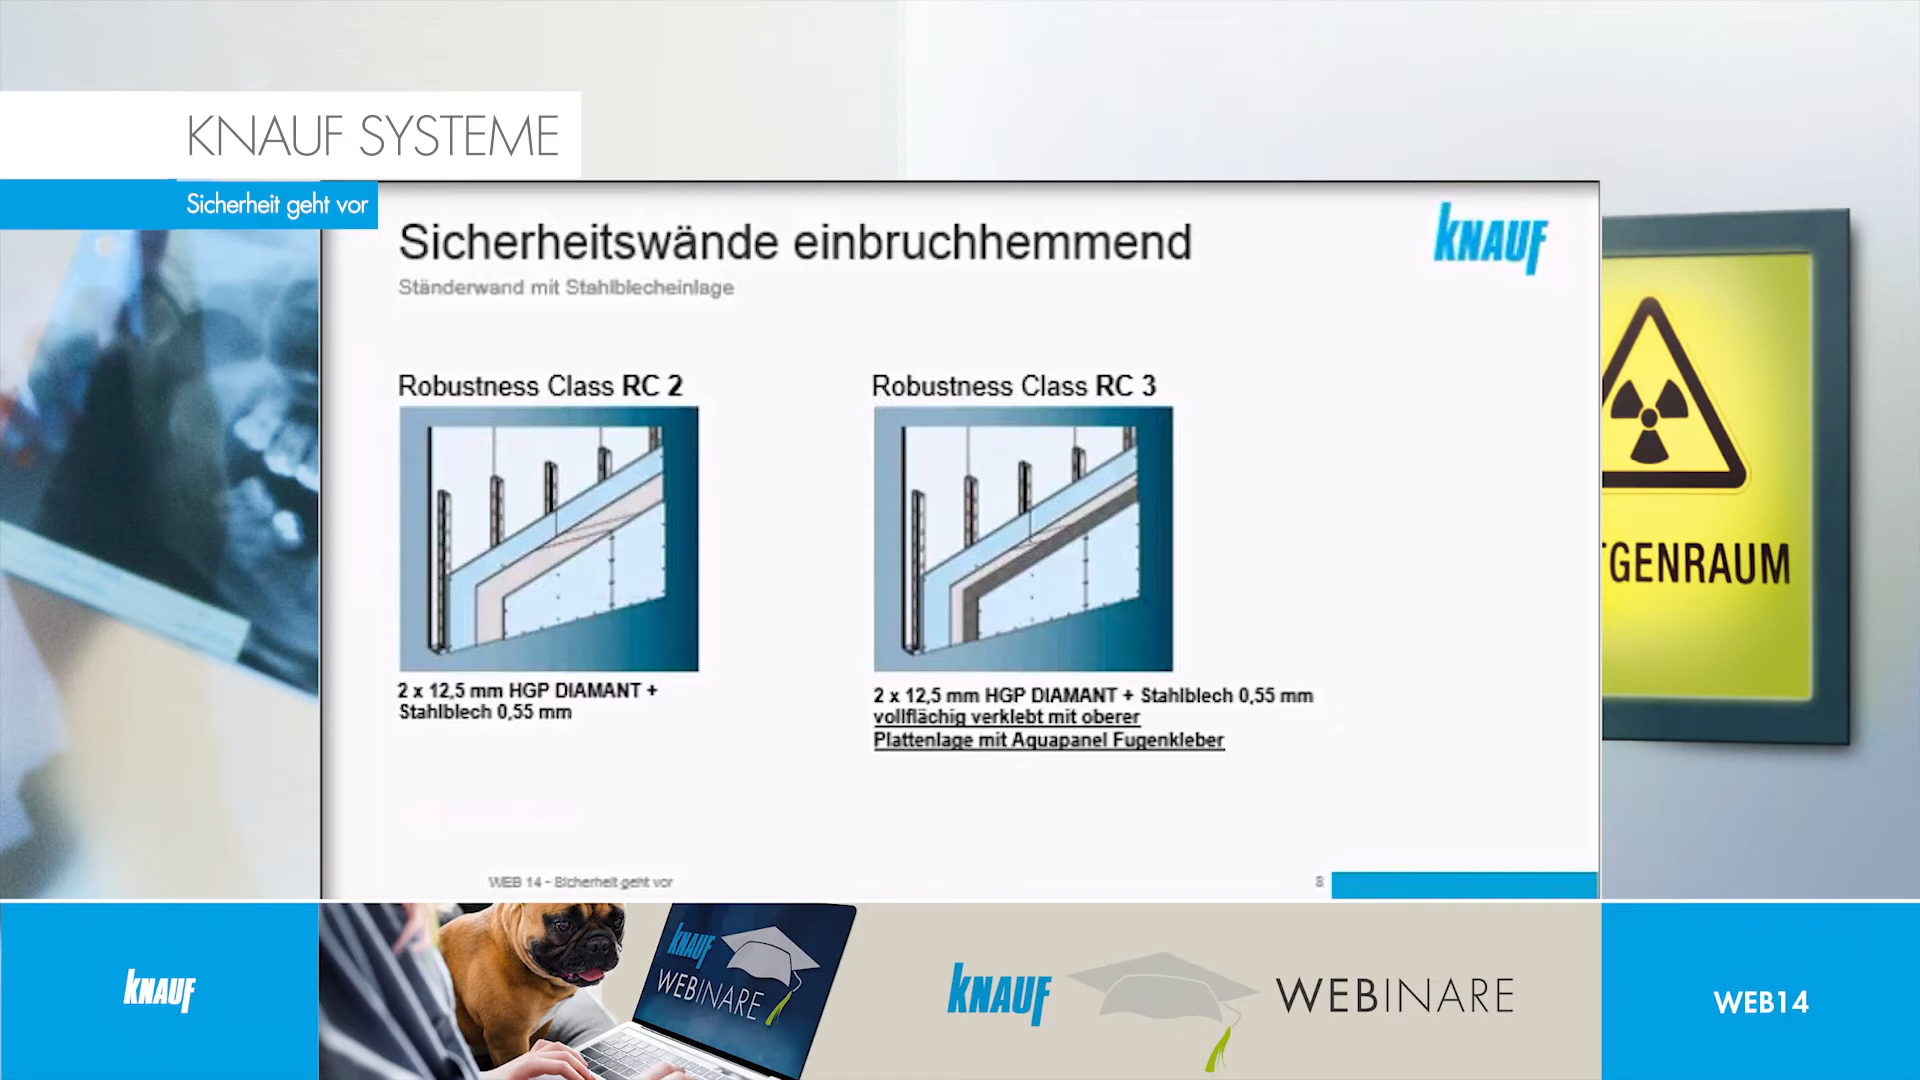 KNAUF SYSTEME
Sicherheit geht vor
Sicherheitswände einbruchhemmend
Ständerwand mit Stahlblecheinlage
KNAUF
Robustness Class RC 2
Robustness Class RC 3
2 x 12,5 mm HGP DIAMANT +
Stahlblech 0,55 mm
2 x 12,5 mm HGP DIAMANT + Stahlblech 0,55 mm
vollflächig verklebt mit oberer
Plattenlage mit Aquapanel Fugenkleber
TGENRAUM
WEB 14 - Sicherheit geht vor
8
KNAUF
KNAUF
WEBINARE
KNAUF
WEBINARE
WEB14